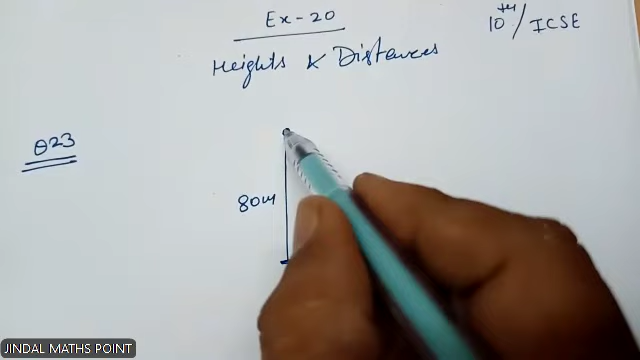 Ex-20
10th/ICSE
Heights & Distances
Q23
80m
JINDAL MATHS POINT